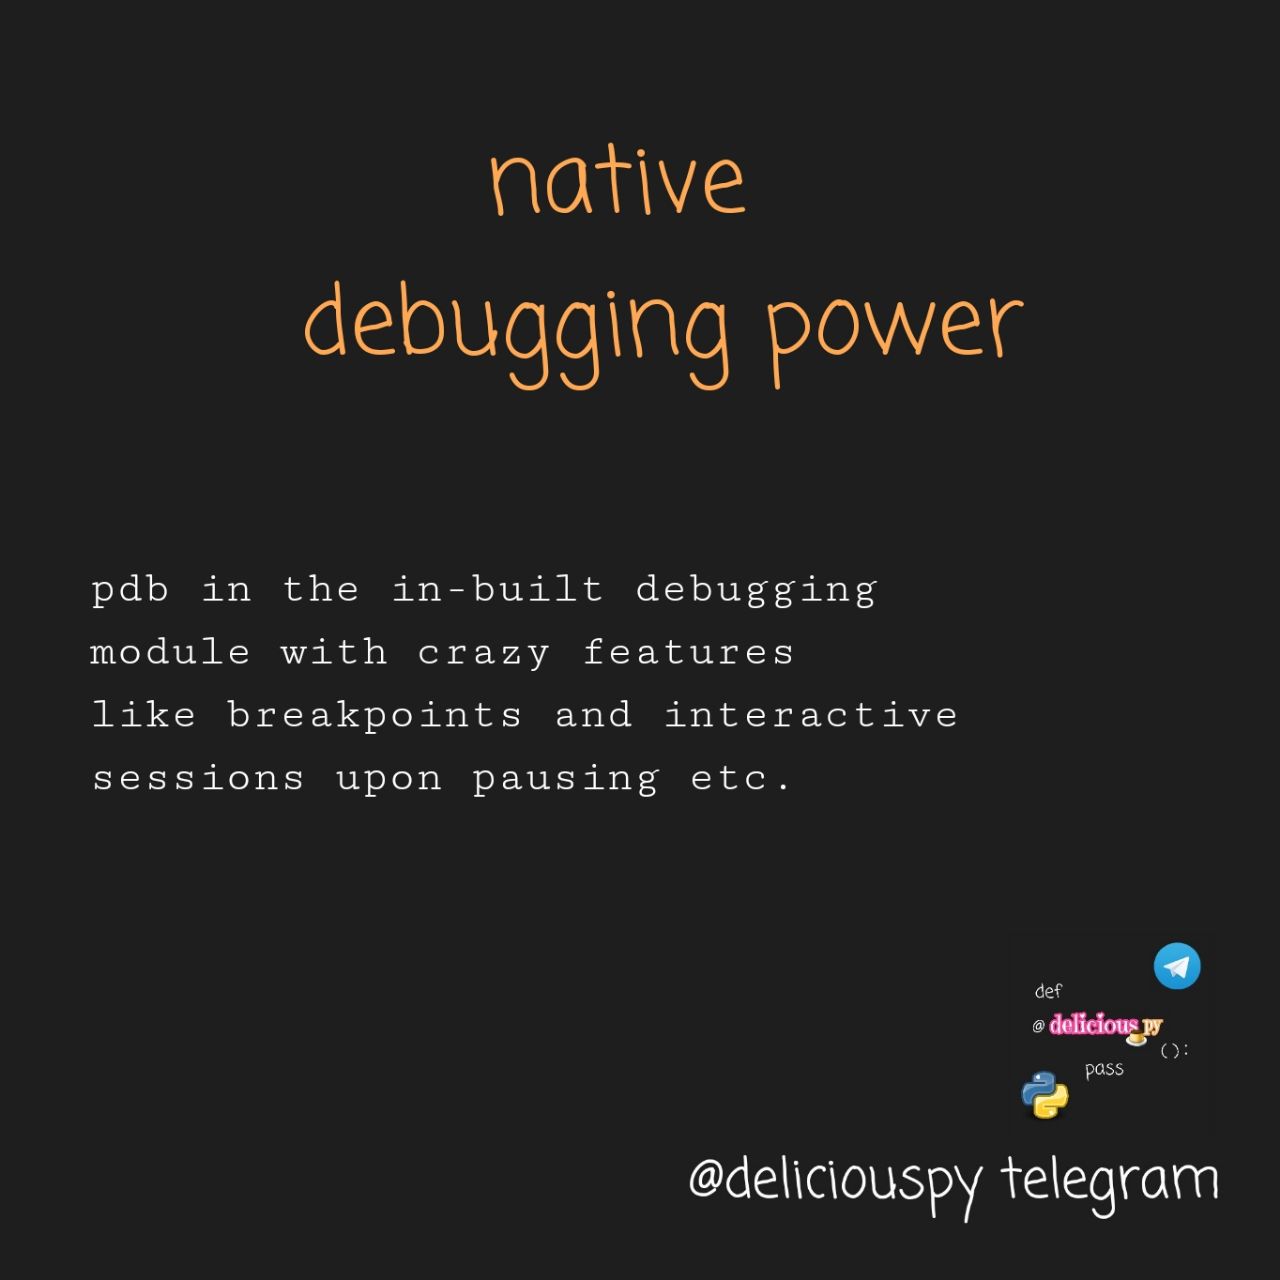 native
debugging power
pdb in the in-built debugging
module with crazy features
like breakpoints and interactive
sessions upon pausing etc.
def
@ delicious py
():
pass
@deliciouspy telegram